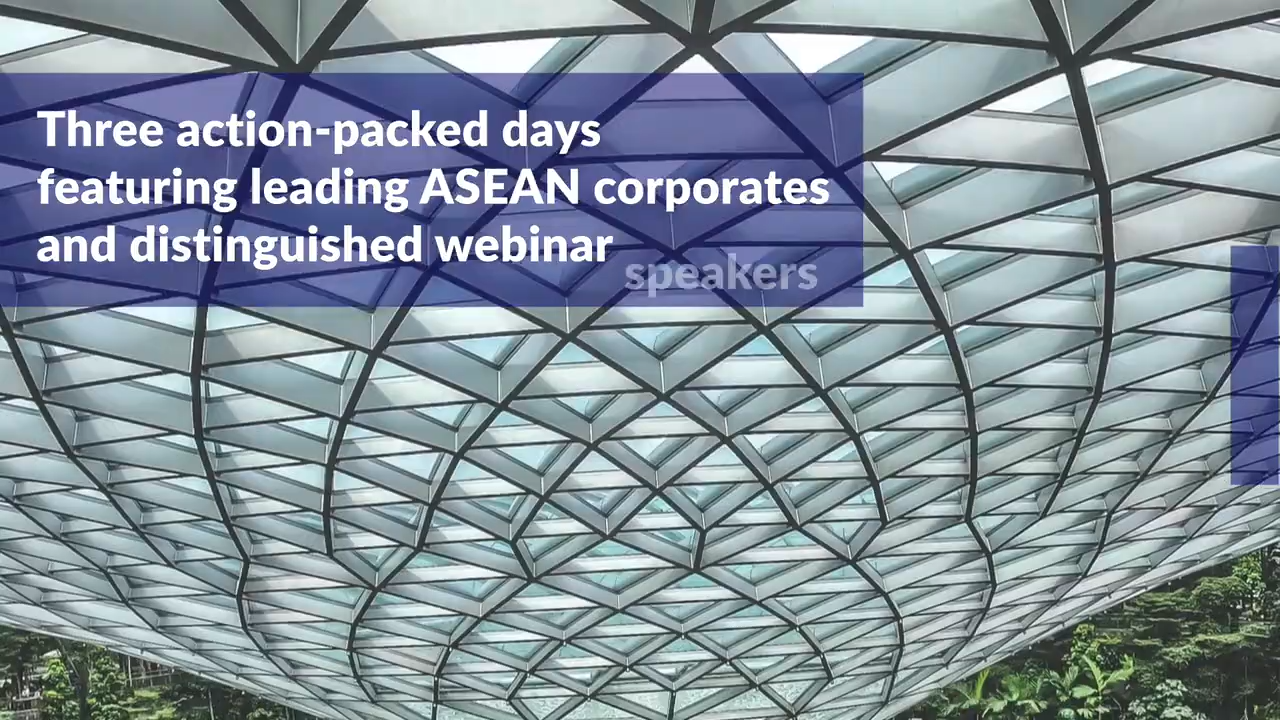 Three action-packed days
featuring leading ASEAN corporates
and distinguished webinar speakers